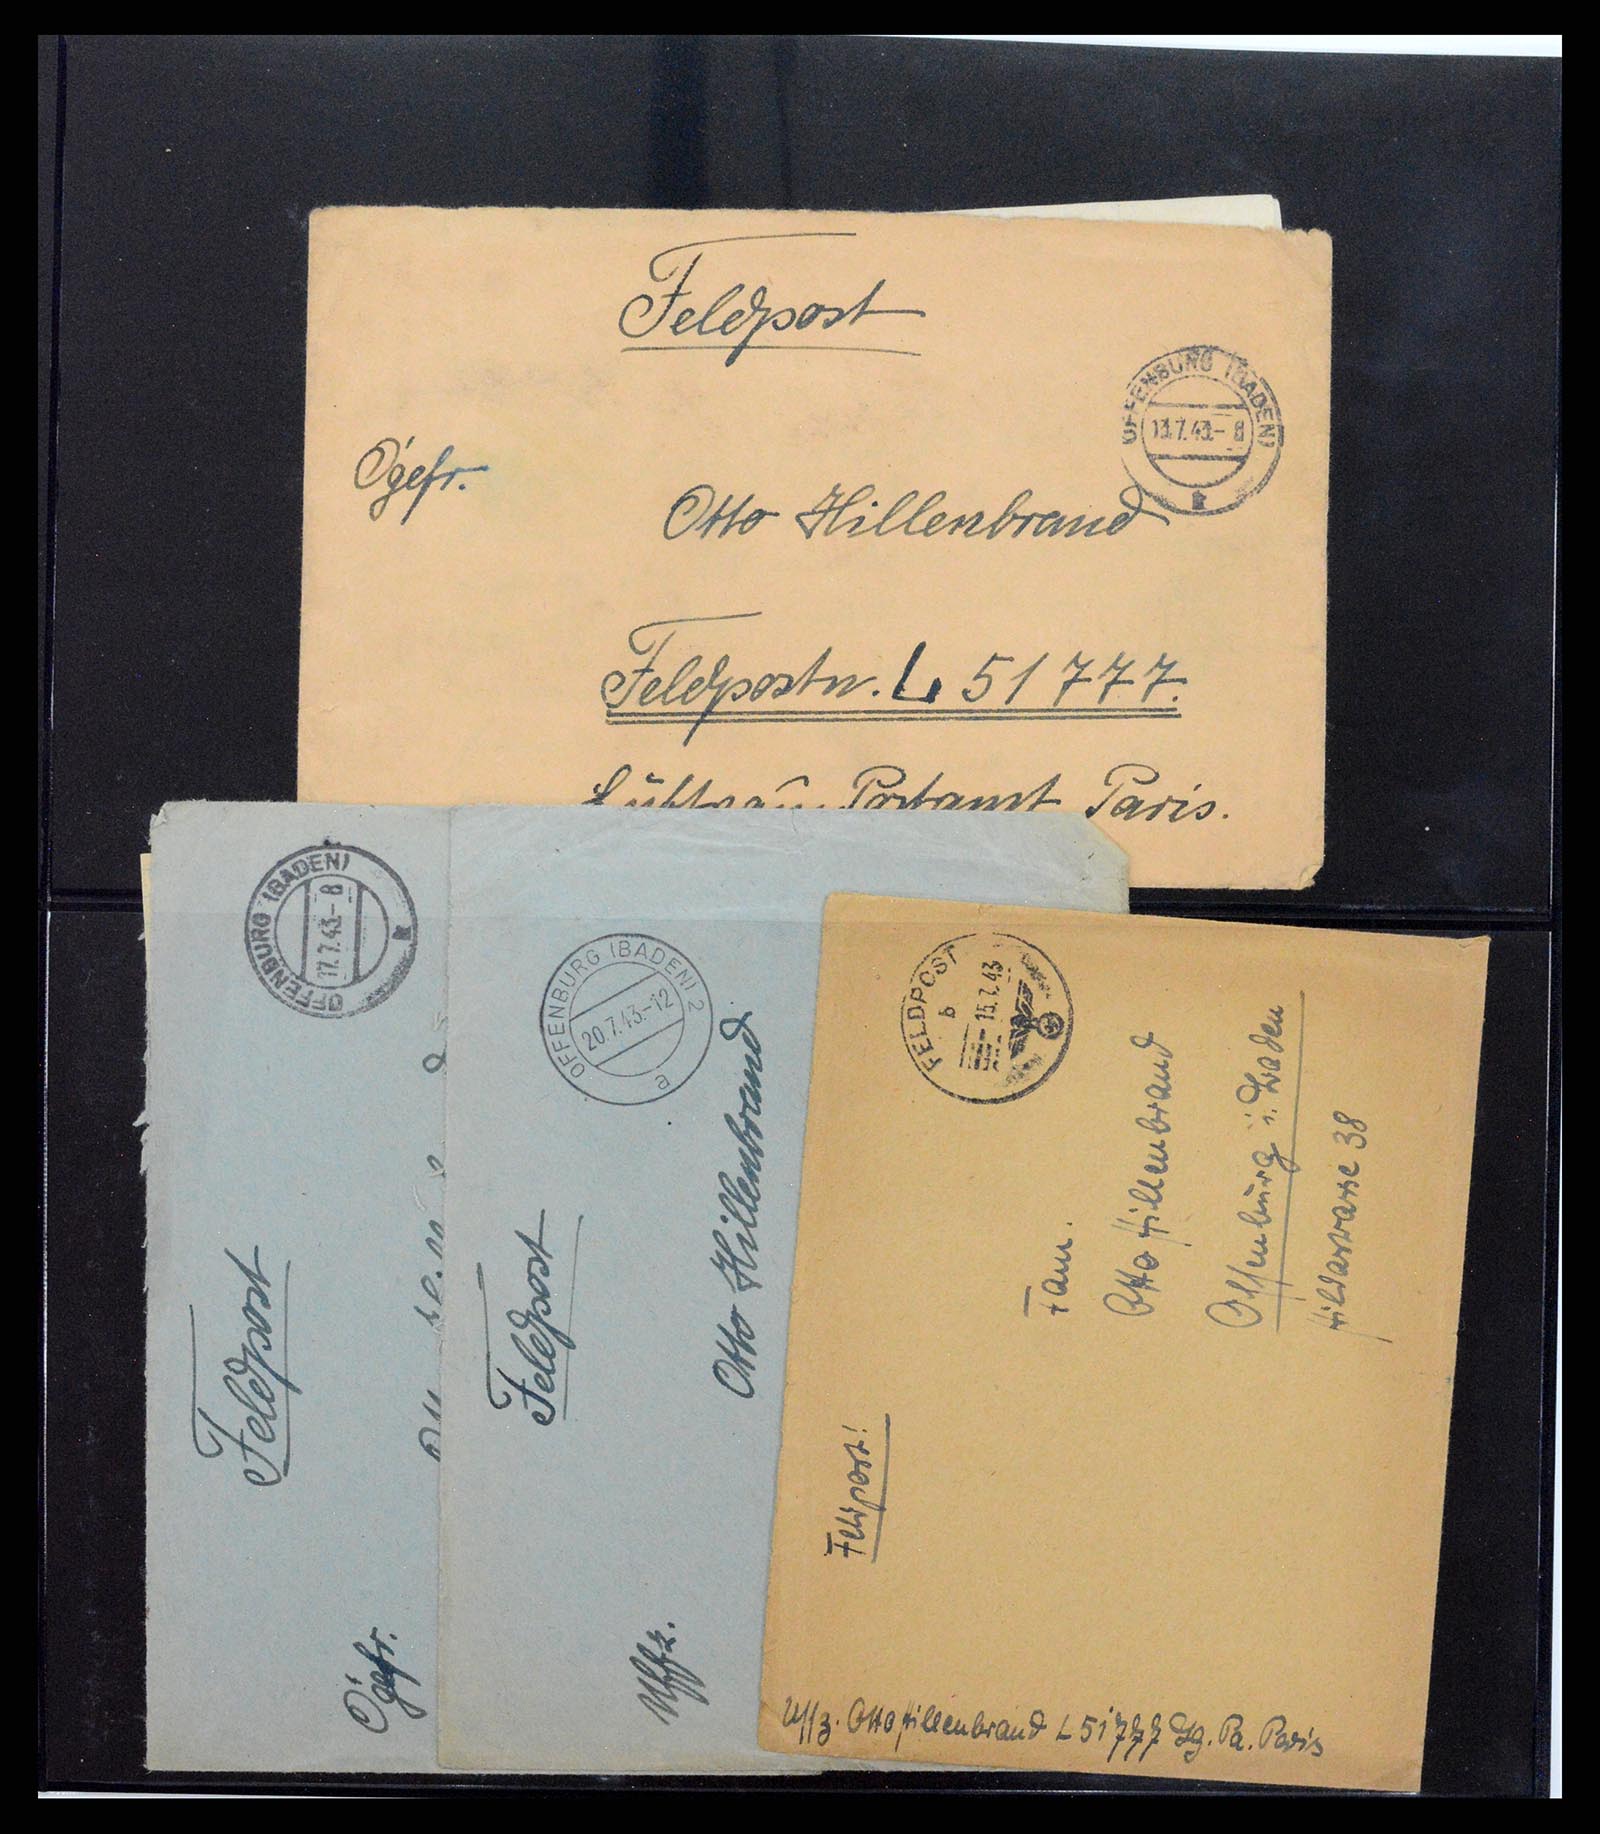 Feldpost
OFFENBURG (BADEN)
13.7.43-8
Ogefr.
Otto Hillenbrand
Feldpostnr. L 51777.
Postamt Paris.
OFFENBURG (BADEN)
17.7.43-8
Feldpost
Ogefr.
OFFENBURG (BADEN) 2
20.7.43-12
a
Feldpost
Uffz.
Otto Hillenbrand
FELDPOST
b
15.7.43
Feldpost!
Fam.
Otto Hillenbrand
Offenburg i. Baden
Hildastrasse 38
Uffz. Otto Hillenbrand L 51777 Lg. Pa. Paris